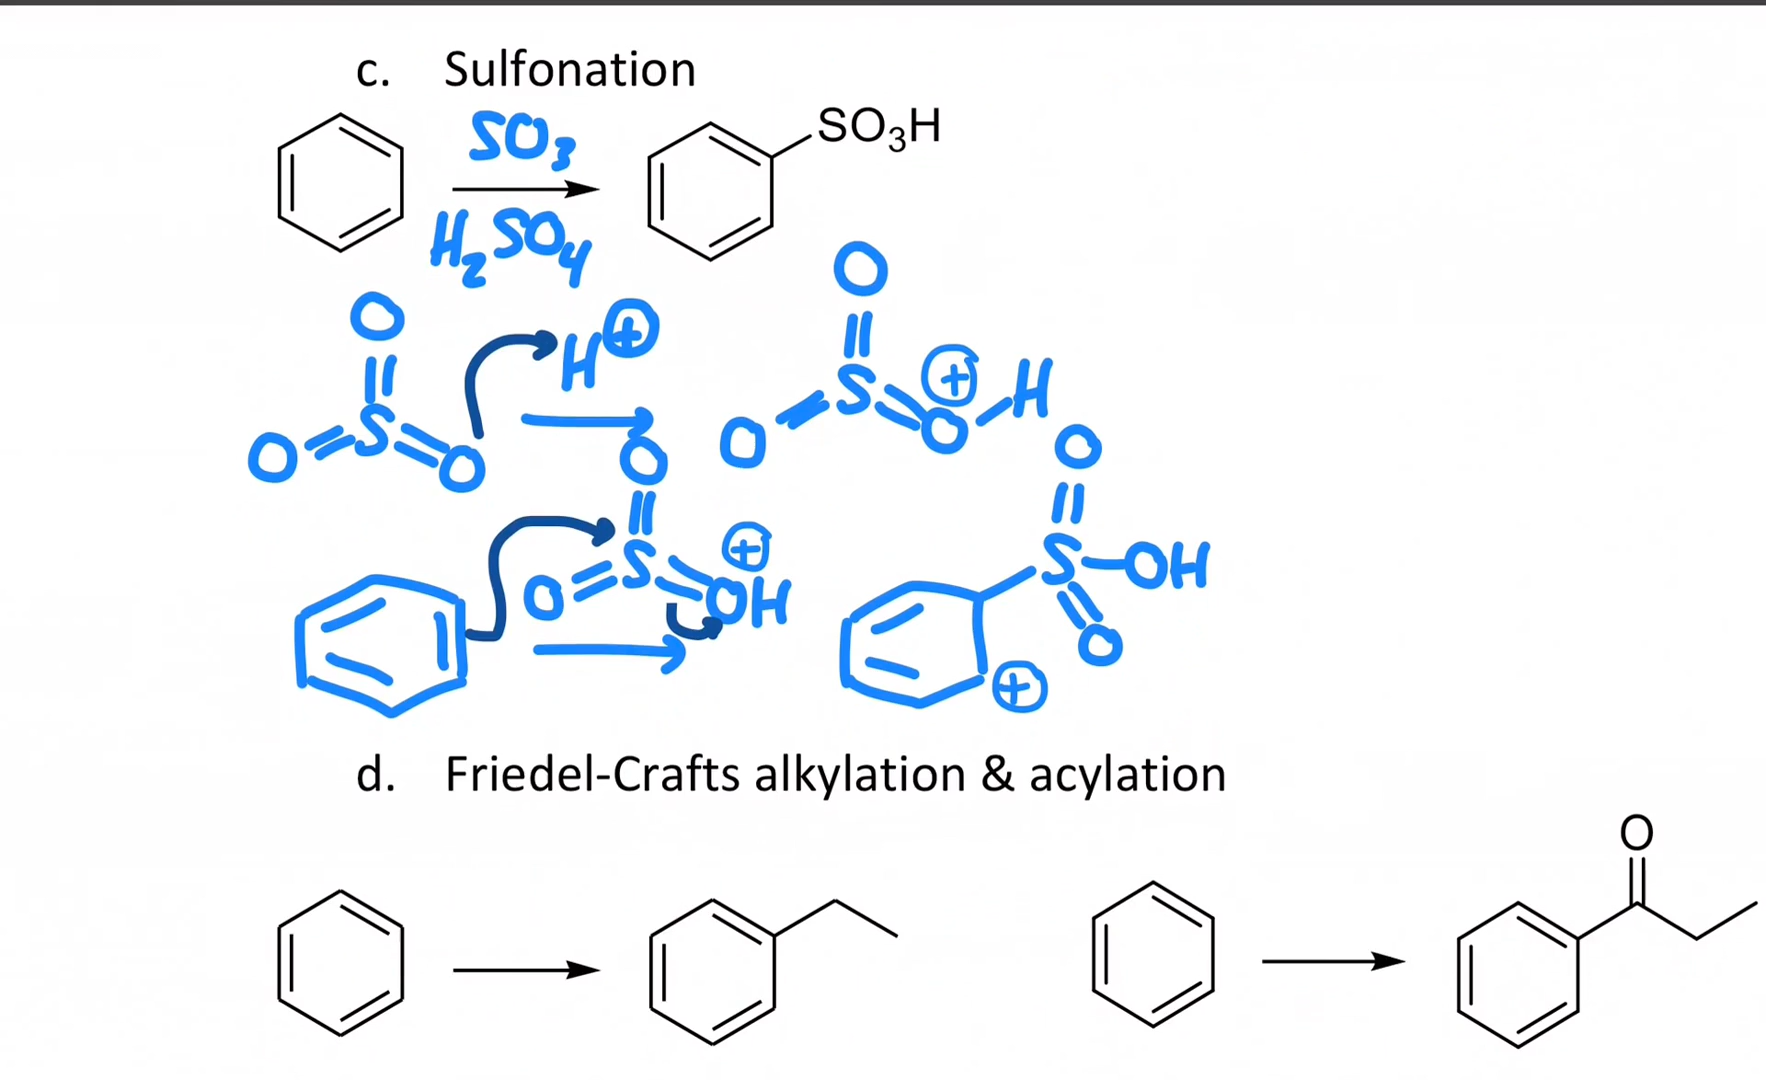 c. Sulfonation
SO₃
SO₃H
H₂SO₄
O
O
H⊕
S
O
O
O
S
⊕
H
O
O
O
O
S
⊕
O
OH
S
OH
O
⊕
d. Friedel-Crafts alkylation & acylation
O